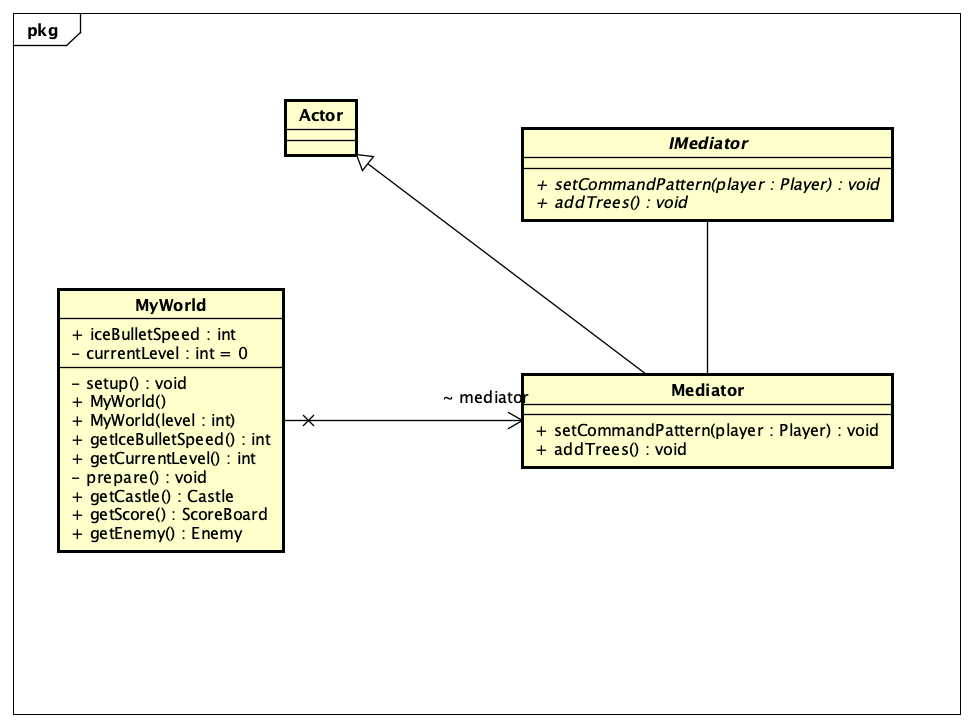 pkg
Actor
IMediator
+ setCommandPattern(player : Player) : void
+ addTrees() : void
MyWorld
+ iceBulletSpeed : int
- currentLevel : int = 0
- setup() : void
+ MyWorld()
+ MyWorld(level : int)
+ getIceBulletSpeed() : int
+ getCurrentLevel() : int
- prepare() : void
+ getCastle() : Castle
+ getScore() : ScoreBoard
+ getEnemy() : Enemy
~ mediator
Mediator
+ setCommandPattern(player : Player) : void
+ addTrees() : void